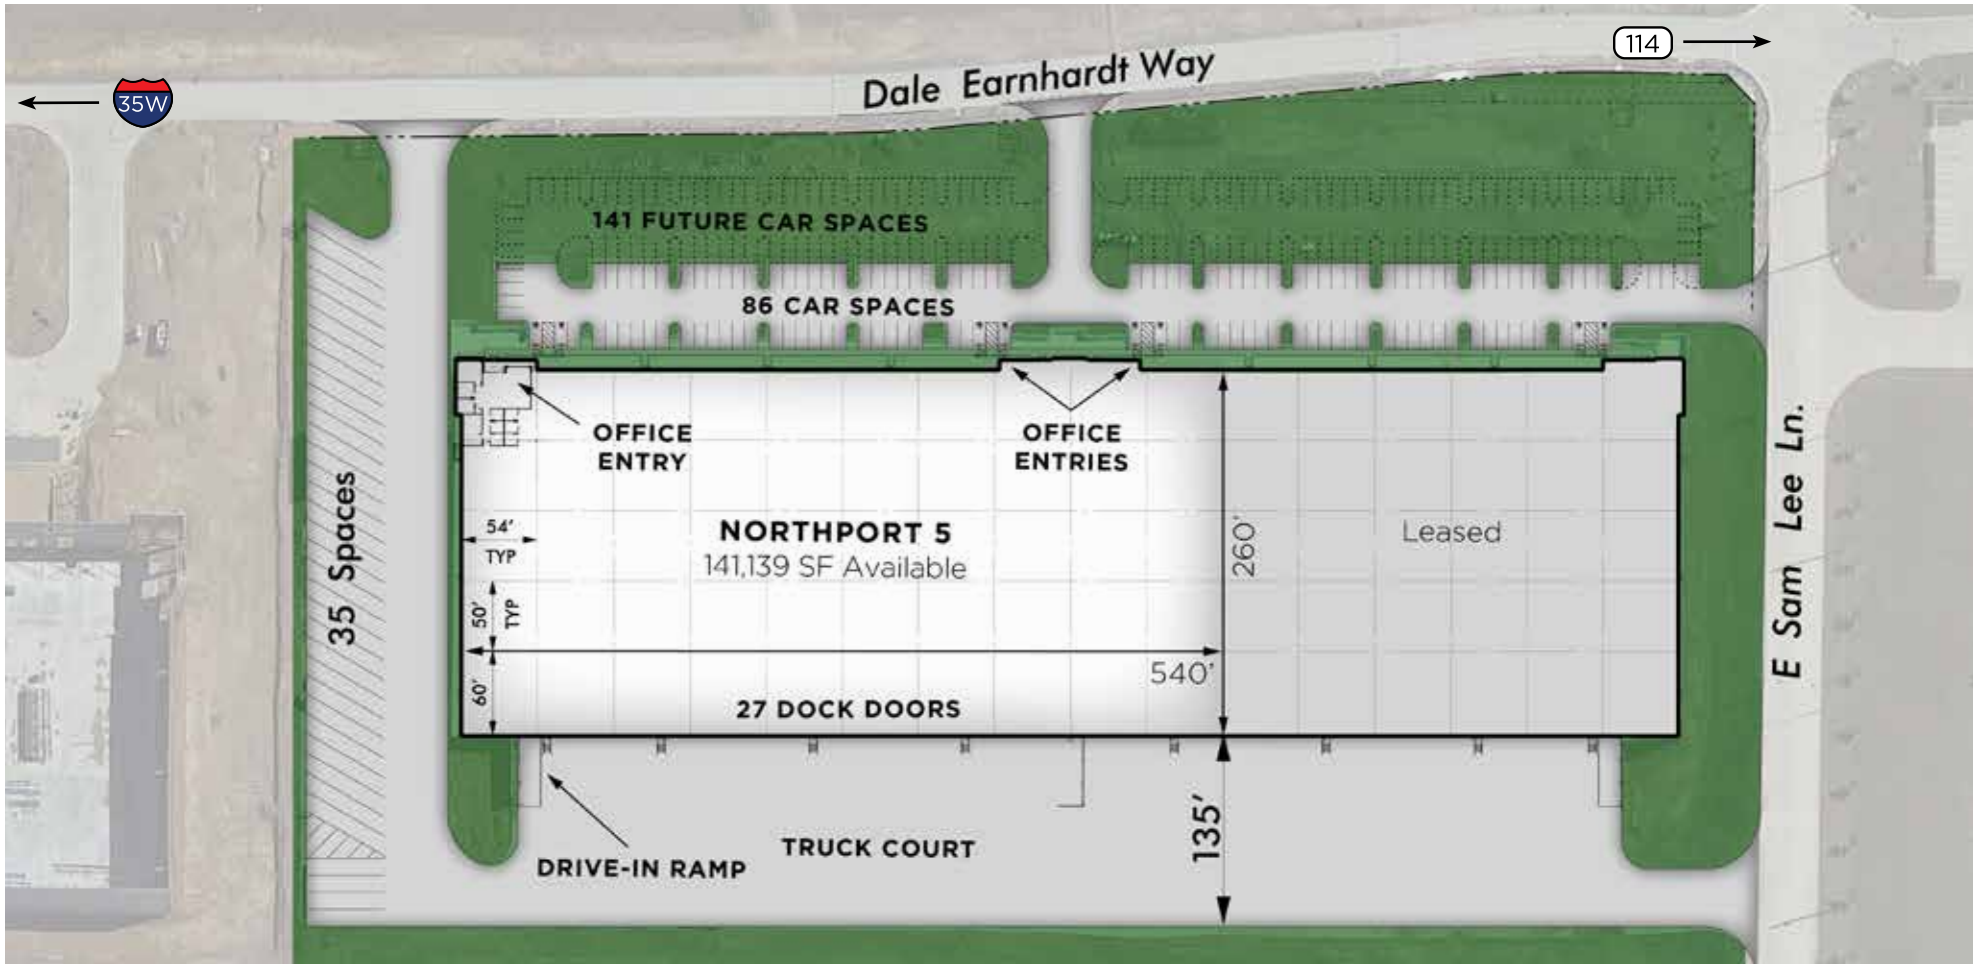 114
35W
Dale Earnhardt Way
141 FUTURE CAR SPACES
86 CAR SPACES
OFFICE
ENTRY
OFFICE
ENTRIES
35 Spaces
54'
TYP
50'
TYP
60'
NORTHPORT 5
141,139 SF Available
260'
Leased
540'
27 DOCK DOORS
E Sam Lee Ln.
135'
TRUCK COURT
DRIVE-IN RAMP